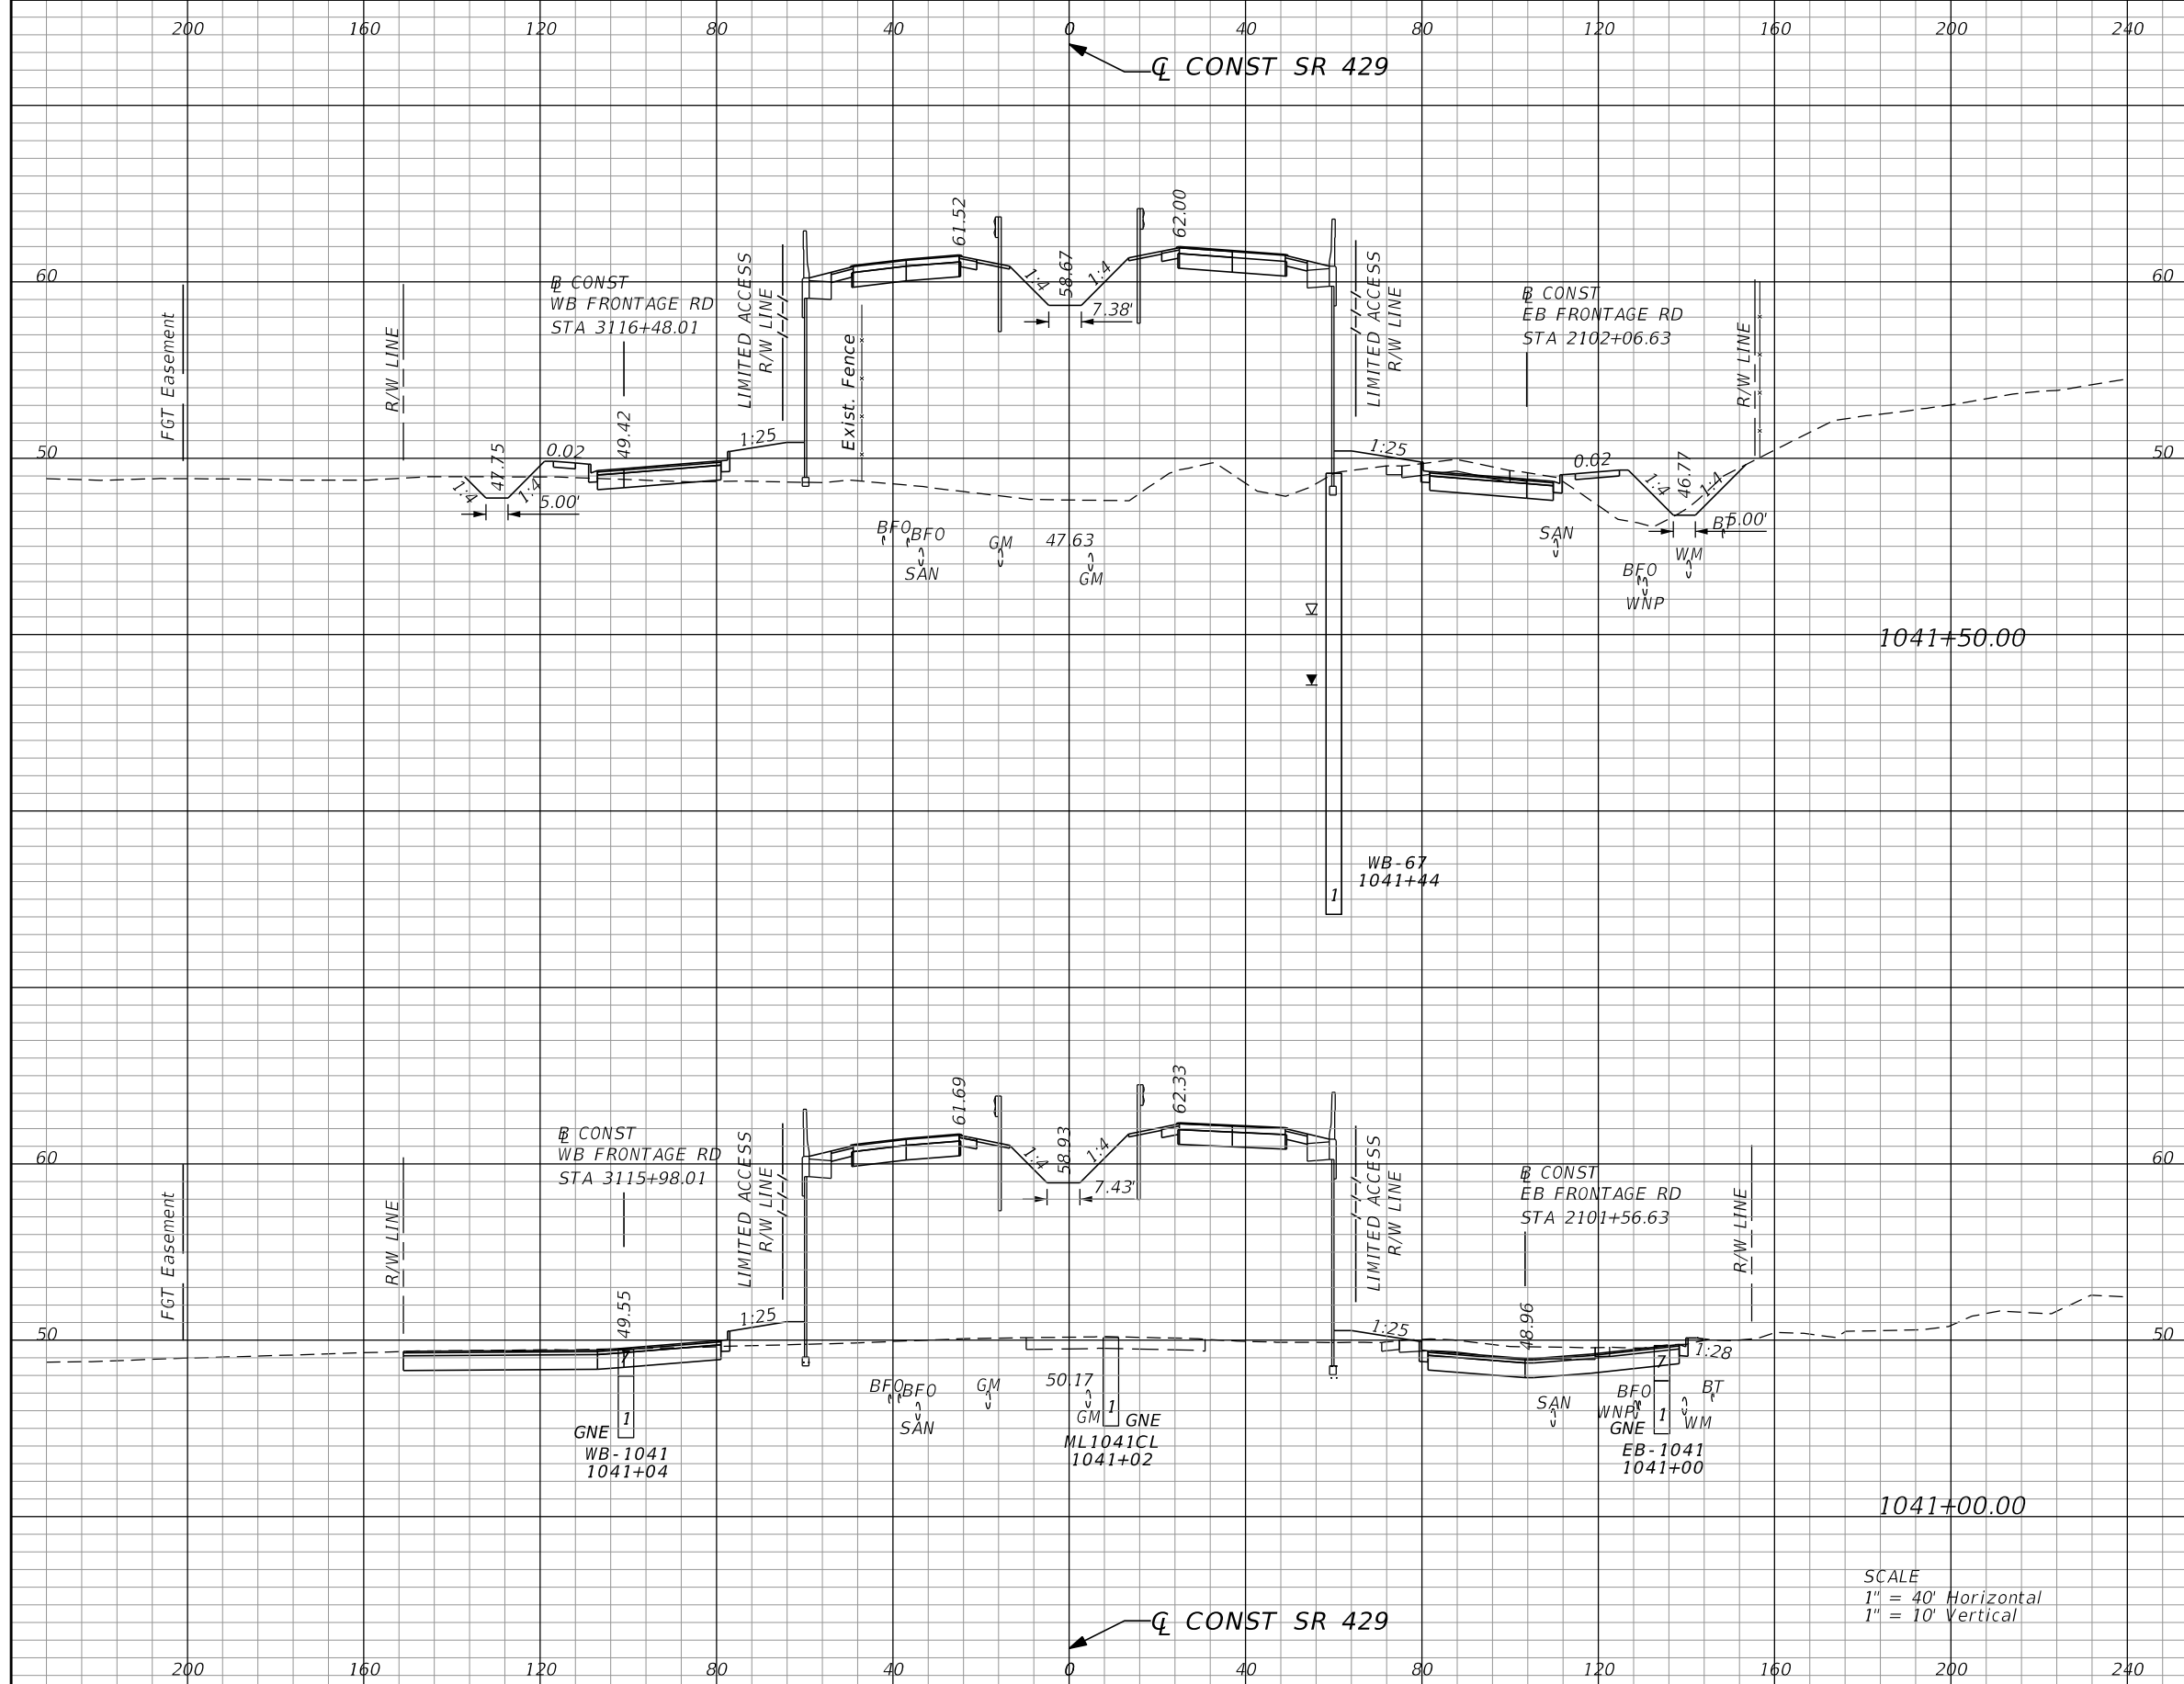 200 160 120 80 40 0 40 80 120 160 200 240
℄ CONST SR 429
61.52
62.00
58.67
1:4
1:4
7.38'
60
60
℄ CONST
WB FRONTAGE RD
STA 3116+48.01
LIMITED ACCESS
R/W LINE
FGT Easement
R/W LINE
Exist. Fence
LIMITED ACCESS
R/W LINE
B̵L CONST
EB FRONTAGE RD
STA 2102+06.63
R/W LINE
50
50
1:4
47.75
1:4
0.02
5.00'
49.42
1:25
1:25
0.02
1:4
46.77
1:4
5.00'
BFO
BFO
SAN
GM
47.63
GM
SAN
BT
WM
BFO
WNP
1041+50.00
WB-67
1041+44
1
61.69
62.33
58.93
1:4
1:4
7.43'
60
60
BL CONST
WB FRONTAGE RD
STA 3115+98.01
LIMITED ACCESS
R/W LINE
FGT Easement
R/W LINE
LIMITED ACCESS
R/W LINE
BL CONST
EB FRONTAGE RD
STA 2101+56.63
R/W LINE
50
50
49.55
1:25
1:25
48.96
1:28
7
1
GNE
WB-1041
1041+04
BFO
BFO
SAN
GM
50.17
GM
1
GNE
ML1041CL
1041+02
SAN
BFO
WNP
7
1
GNE
EB-1041
1041+00
BT
WM
1041+00.00
SCALE
1" = 40' Horizontal
1" = 10' Vertical
℄ CONST SR 429
200 160 120 80 40 0 40 80 120 160 200 240